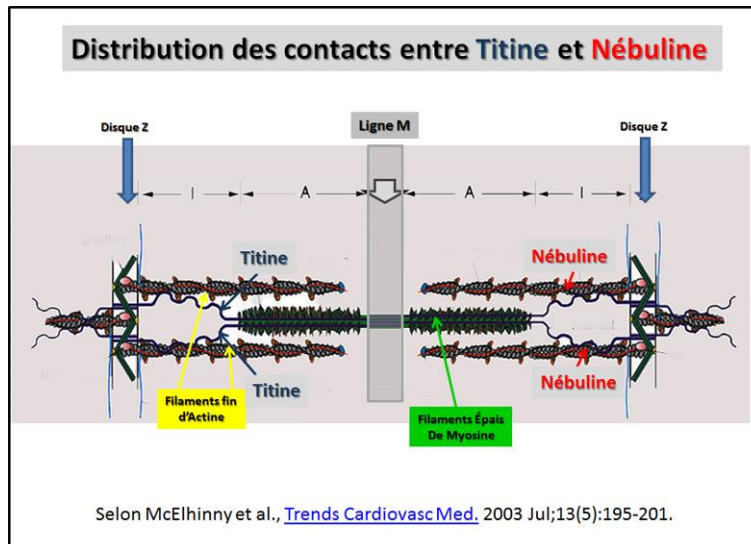 Distribution des contacts entre Titine et Nébuline
Disque Z
Ligne M
Disque Z
I
A
A
I
Titine
Nébuline
Titine
Nébuline
Filaments fin
d'Actine
Filaments Épais
De Myosine
Selon McElhinny et al., Trends Cardiovasc Med. 2003 Jul;13(5):195-201.